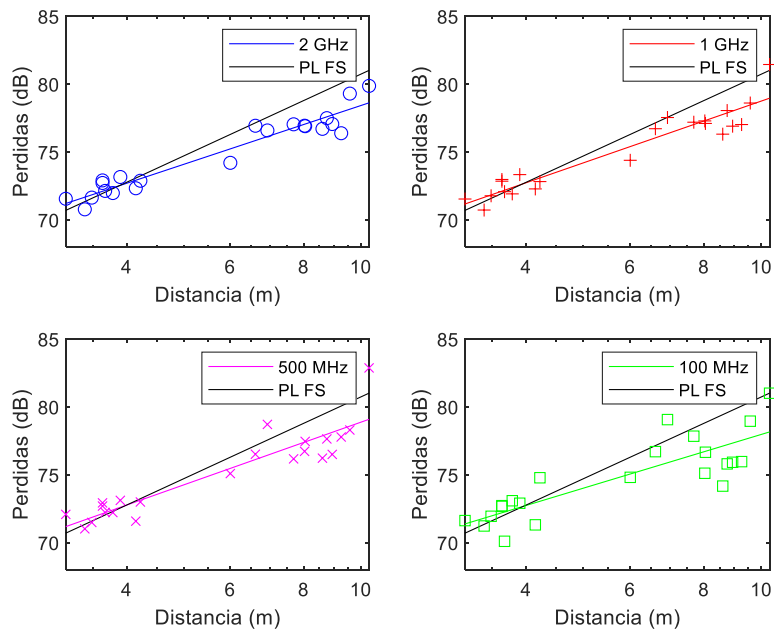 85
80
75
70
Perdidas (dB)
2 GHz
PL FS
4
6
8
10
Distancia (m)
85
80
75
70
Perdidas (dB)
1 GHz
PL FS
4
6
8
10
Distancia (m)
85
80
75
70
Perdidas (dB)
500 MHz
PL FS
4
6
8
10
Distancia (m)
85
80
75
70
Perdidas (dB)
100 MHz
PL FS
4
6
8
10
Distancia (m)